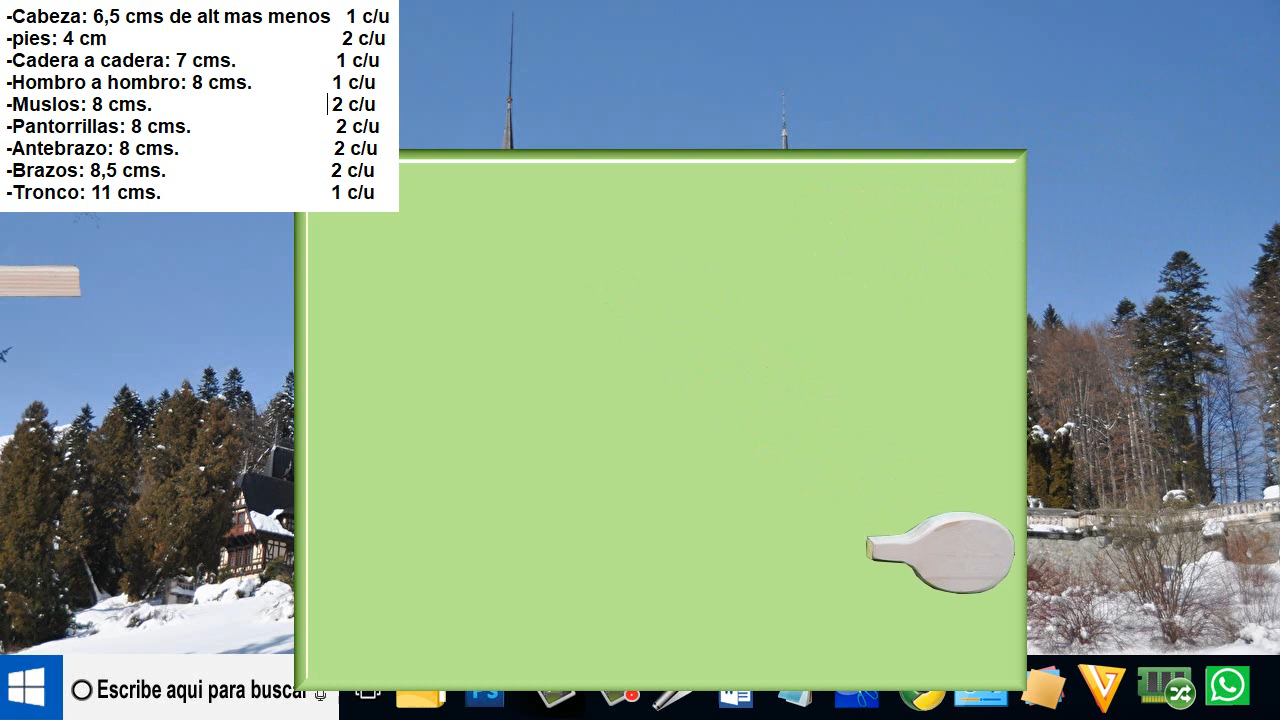 -Cabeza: 6,5 cms de alt mas menos 1 c/u
-pies: 4 cm 2 c/u
-Cadera a cadera: 7 cms. 1 c/u
-Hombro a hombro: 8 cms. 1 c/u
-Muslos: 8 cms. 2 c/u
-Pantorrillas: 8 cms. 2 c/u
-Antebrazo: 8 cms. 2 c/u
-Brazos: 8,5 cms. 2 c/u
-Tronco: 11 cms. 1 c/u
Escribe aqui para buscar
PS
W